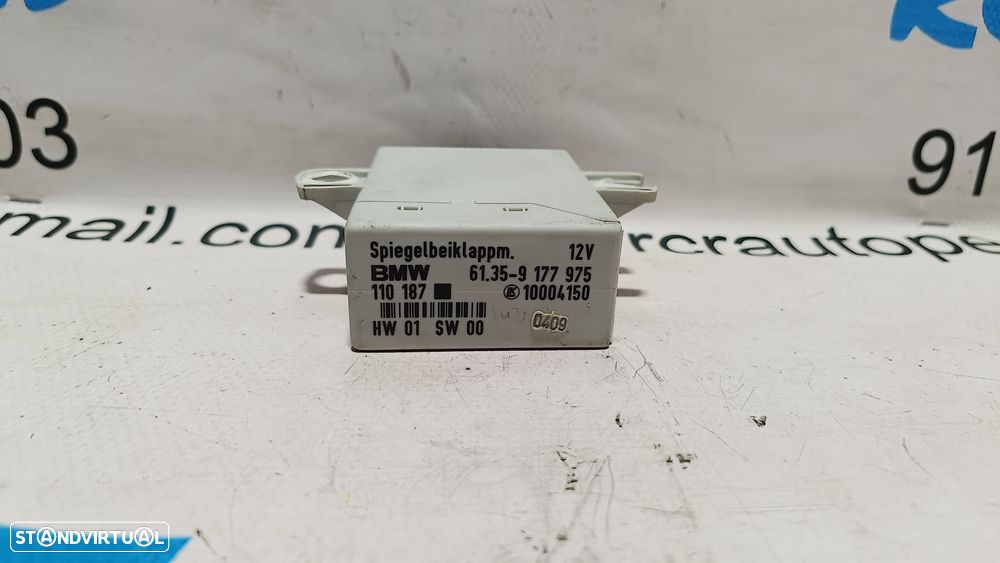 03
91
mail.com
rcrautope
Spiegelbeiklappm. 12V
BMW 61.35-9 177 975
110 187 LK 10004150
HW 01 SW 00
0409
STANDVIRTUAL